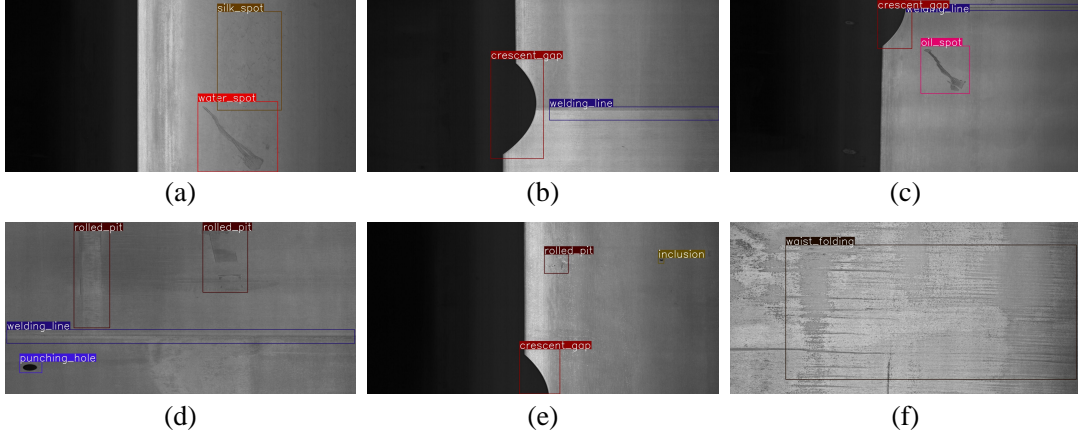 silk_spot
water_spot
crescent_gap
welding_line
crescent_gap
welding_line
oil_spot
(a)
(b)
(c)
rolled_pit
rolled_pit
welding_line
punching_hole
rolled_pit
inclusion
crescent_gap
waist_folding
(d)
(e)
(f)